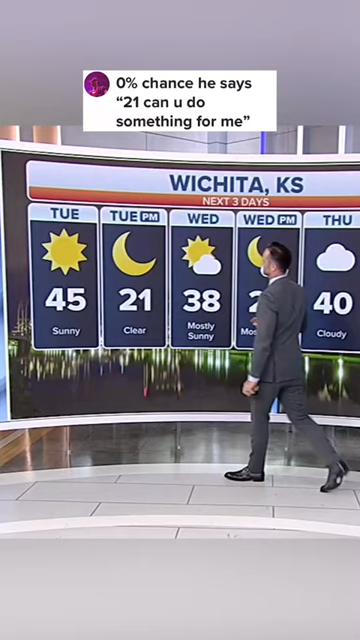 0% chance he says
“21 can u do
something for me”
WICHITA, KS
NEXT 3 DAYS
TUE
TUE PM
WED
WED PM
THU
45
21
38
40
Sunny
Clear
Mostly
Sunny
Cloudy